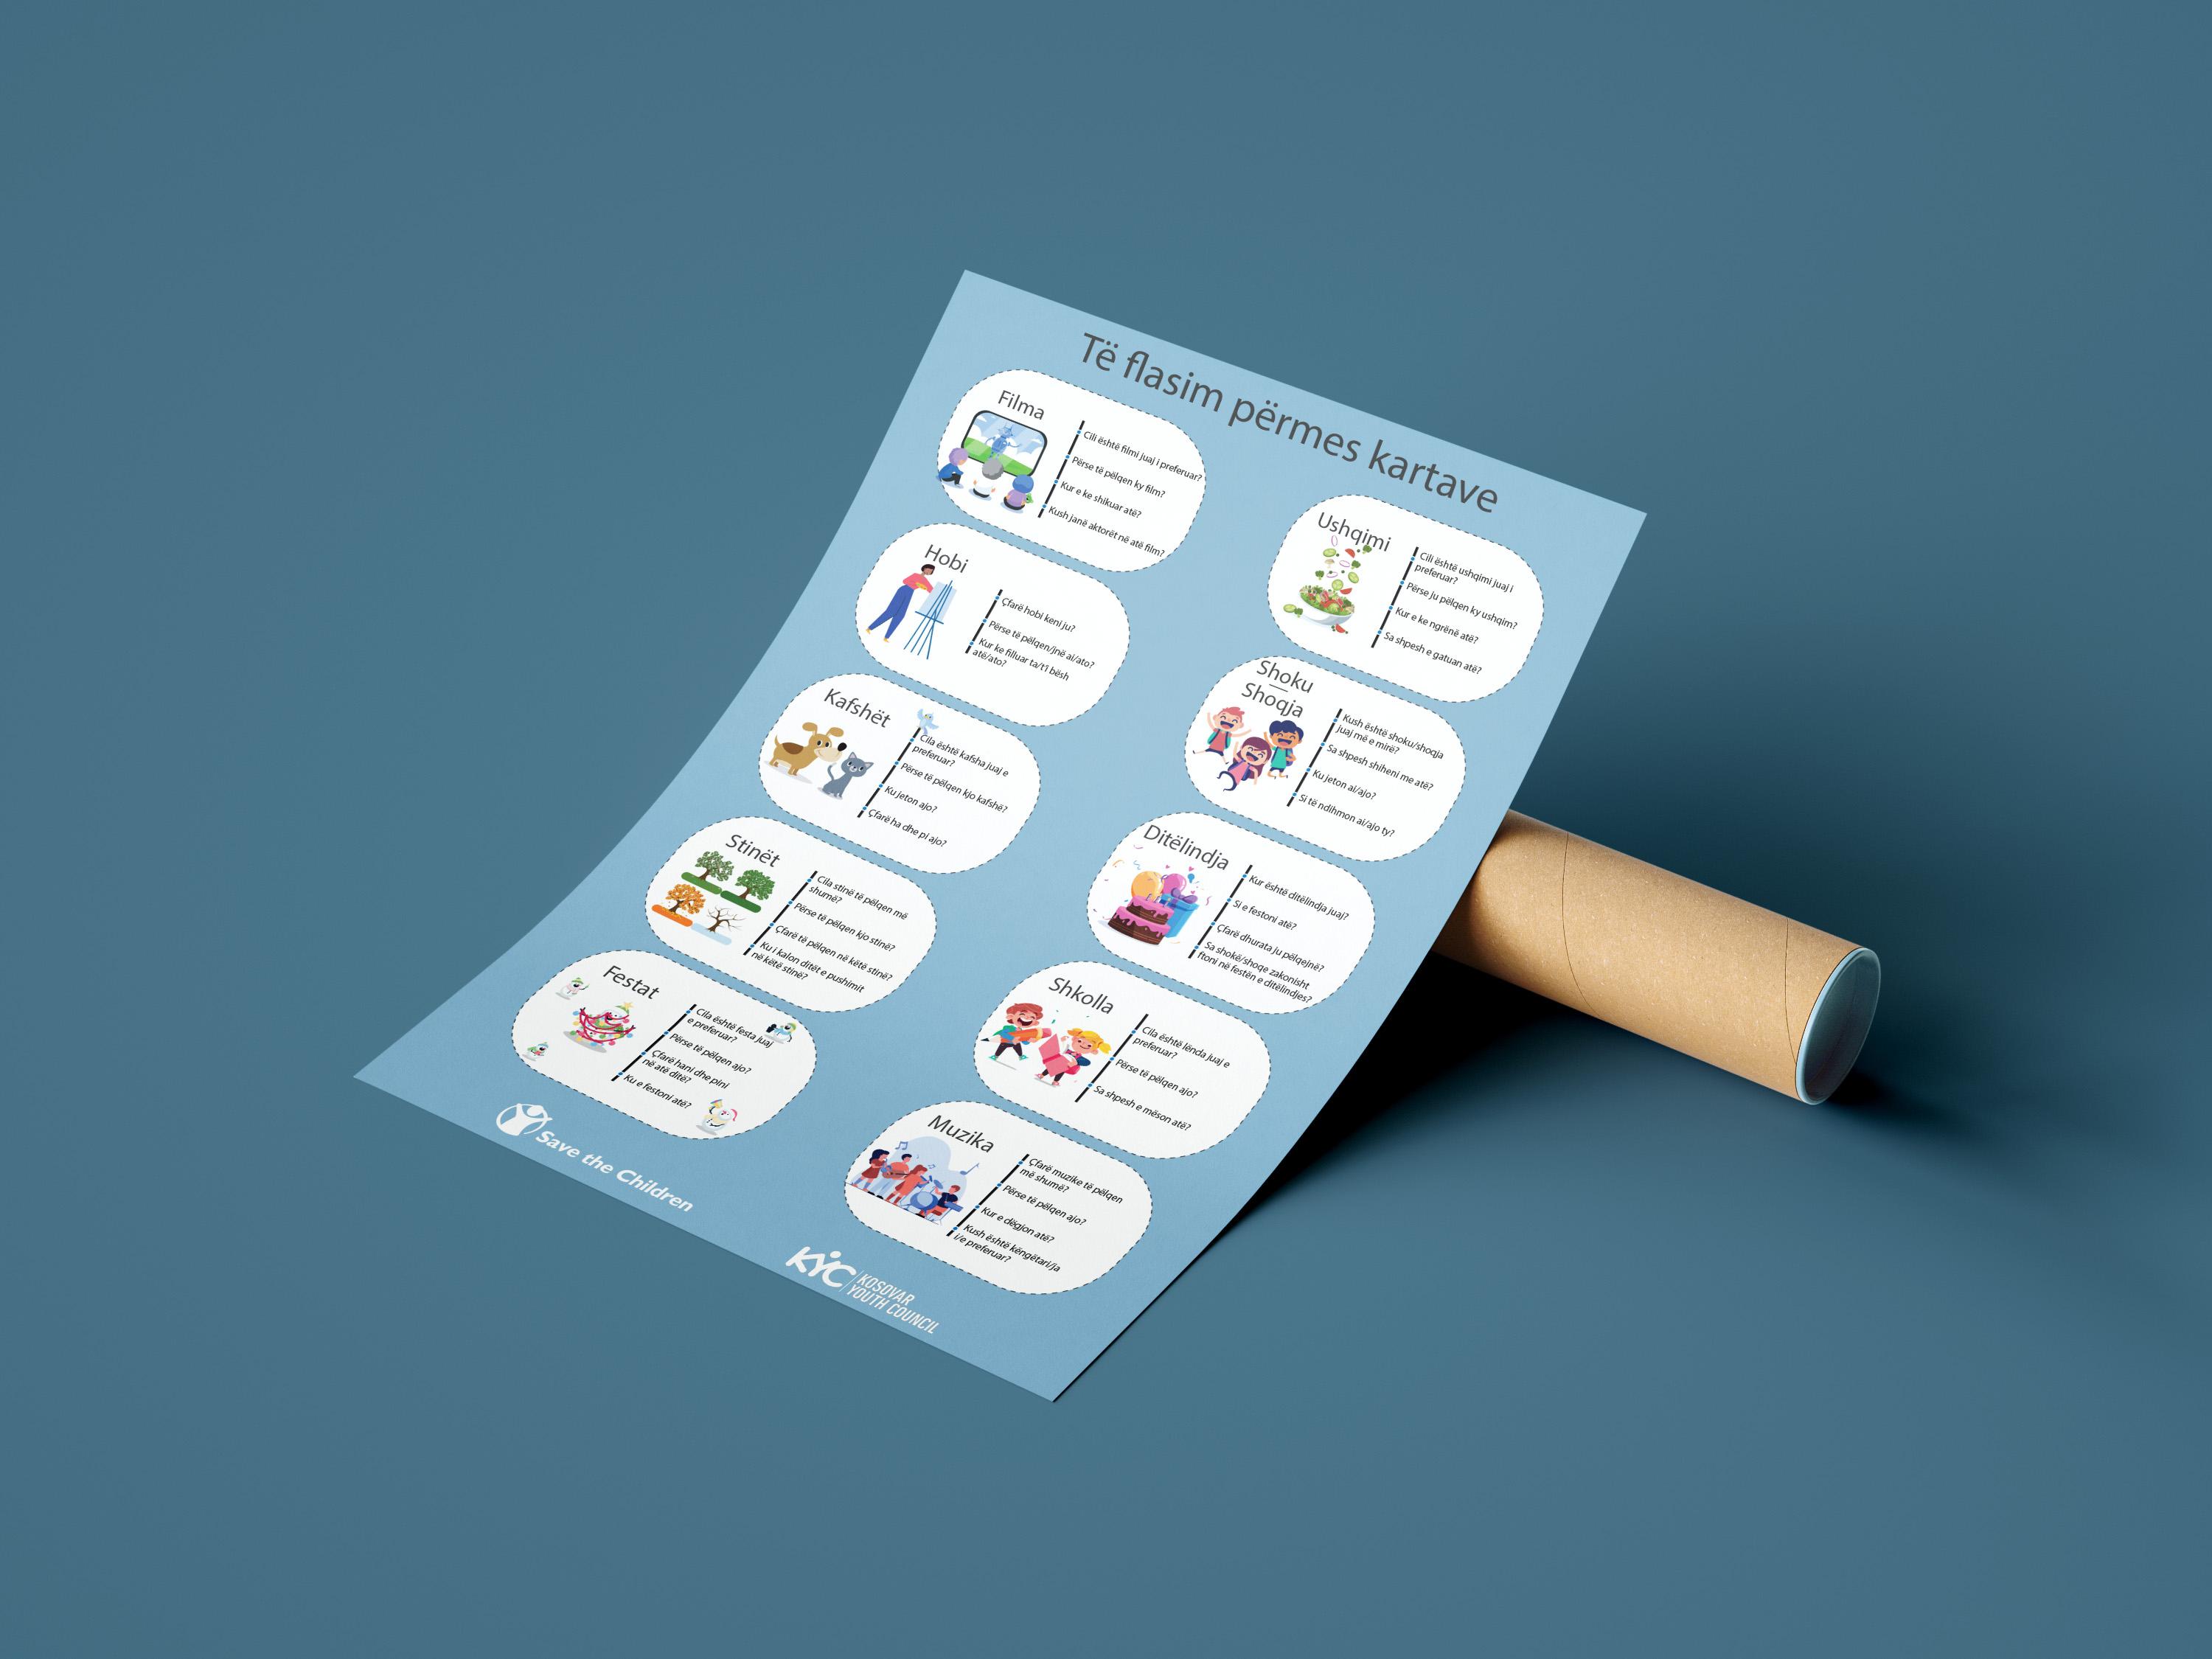 Të flasim përmes kartave
Filma
Cili është filmi juaj i preferuar?
Përse të pëlqen ky film?
Kur e ke shikuar atë?
Kush janë aktorët në atë film?
Hobi
Çfarë hobi keni ju?
Përse të pëlqen/jnë ai/ato?
Kur ke filluar ta/t'i bësh
atë/ato?
Kafshët
Cila është kafsha juaj e
preferuar?
Përse të pëlqen kjo kafshë?
Ku jeton ajo?
Çfarë ha dhe pi ajo?
Stinët
Cila stinë të pëlqen më
shumë?
Përse të pëlqen kjo stinë?
Çfarë të pëlqen në këtë stinë?
Ku i kalon ditët e pushimit
në këtë stinë?
Festat
Cila është festa juaj
e preferuar?
Përse të pëlqen ajo?
Çfarë hani dhe pini
në atë ditë?
Ku e festoni atë?
Ushqimi
Cili është ushqimi juaj i
preferuar?
Përse ju pëlqen ky ushqim?
Kur e ke ngrënë atë?
Sa shpesh e gatuan atë?
Shoku
Shoqja
Kush është shoku/shoqja
juaj më e mirë?
Sa shpesh shiheni me atë?
Ku jeton ai/ajo?
Si të ndihmon ai/ajo ty?
Ditëlindja
Kur është ditëlindja juaj?
Si e festoni atë?
Çfarë dhurata ju pëlqejnë?
Sa shokë/shoqe zakonisht
ftoni në festën e ditëlindjes?
Shkolla
Cila është lënda juaj e
preferuar?
Përse të pëlqen ajo?
Sa shpesh e mëson atë?
Muzika
Çfarë muzike të pëlqen
më shumë?
Përse të pëlqen ajo?
Kur e dëgjon atë?
Kush është këngëtari/ja
i/e preferuar?
Save the Children
KYC
KOSOVAR
YOUTH COUNCIL